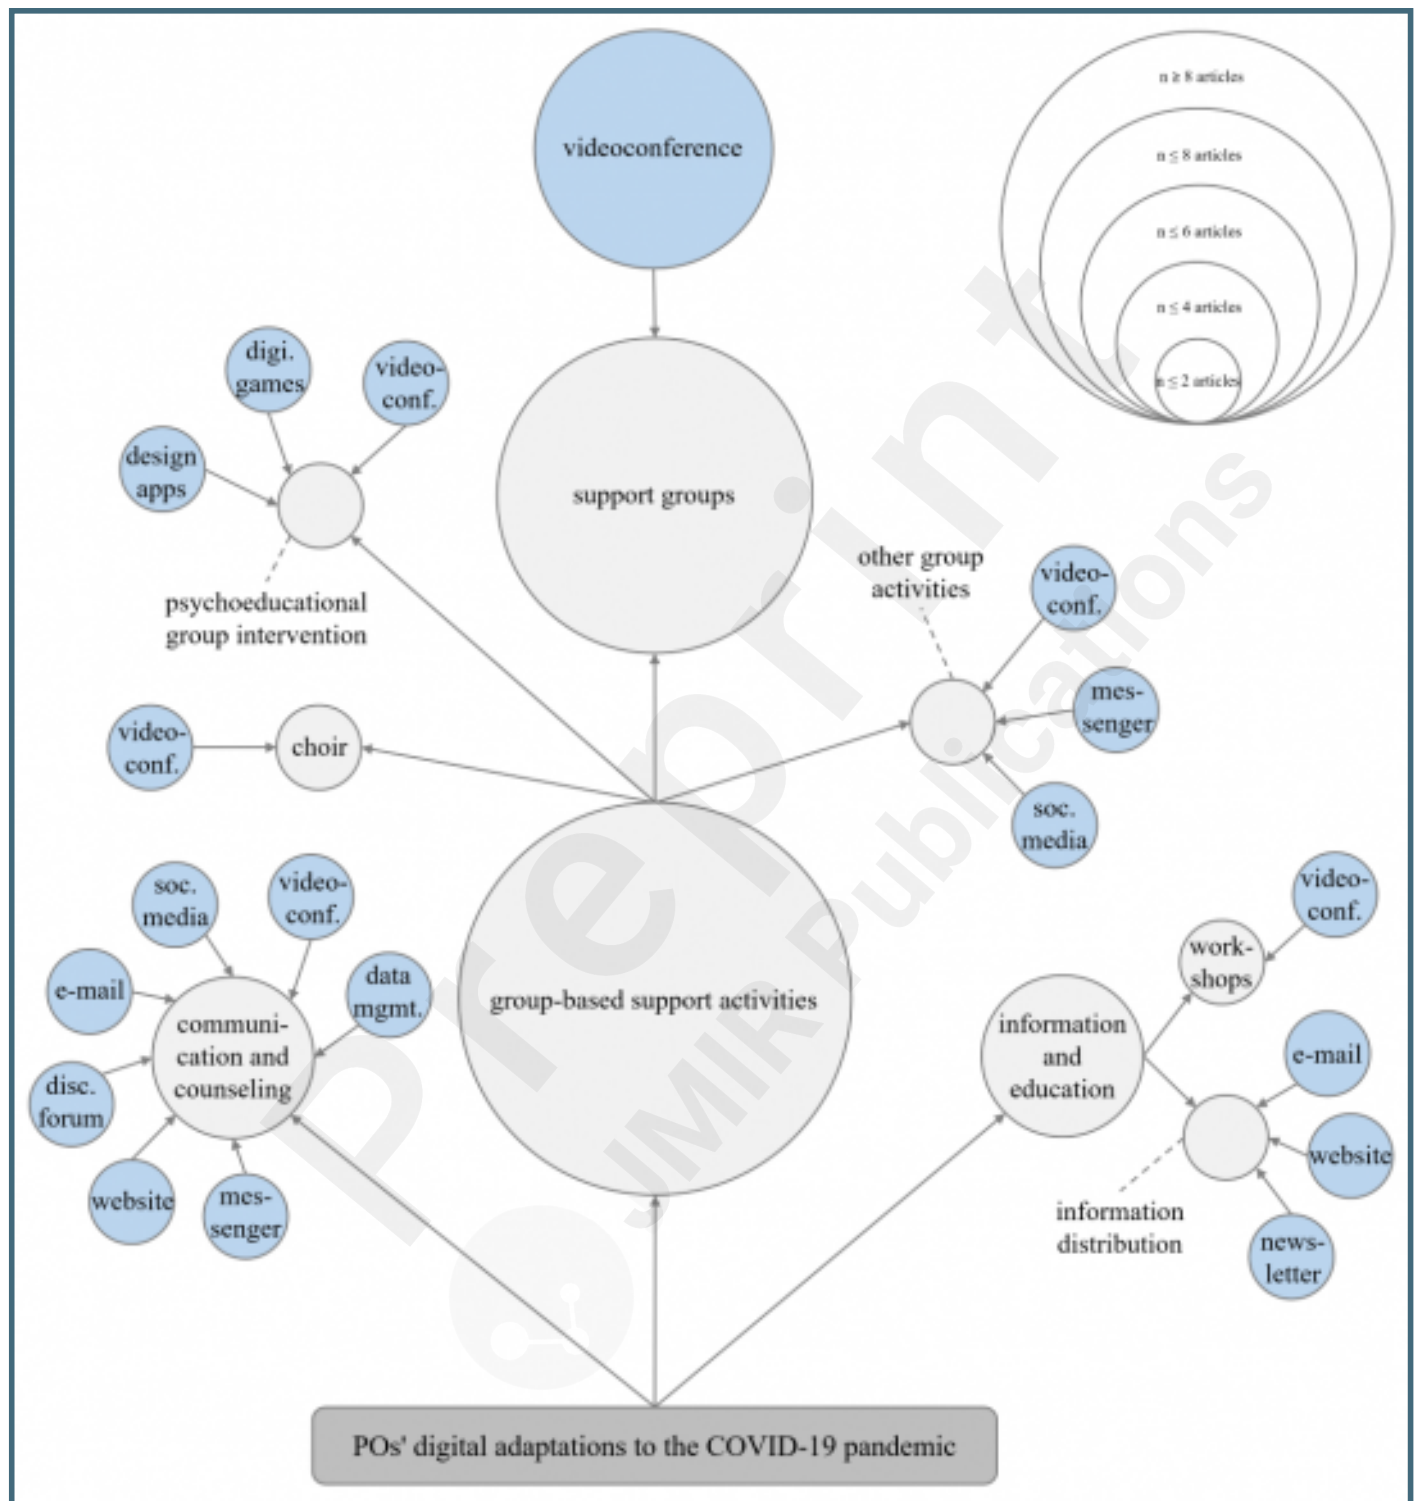 videoconference
n ≥ 8 articles
n ≤ 8 articles
n ≤ 6 articles
n ≤ 4 articles
n ≤ 2 articles
digi.
games
video-
conf.
design
apps
psychoeducational
group intervention
support groups
other group
activities
video-
conf.
mes-
senger
soc.
media
video-
conf.
choir
soc.
media
video-
conf.
e-mail
data
mgmt.
communi-
cation and
counseling
disc.
forum
website
mes-
senger
group-based support activities
information
and
education
work-
shops
video-
conf.
e-mail
website
news-
letter
information
distribution
POs' digital adaptations to the COVID-19 pandemic
Preprint
JMIR Publications